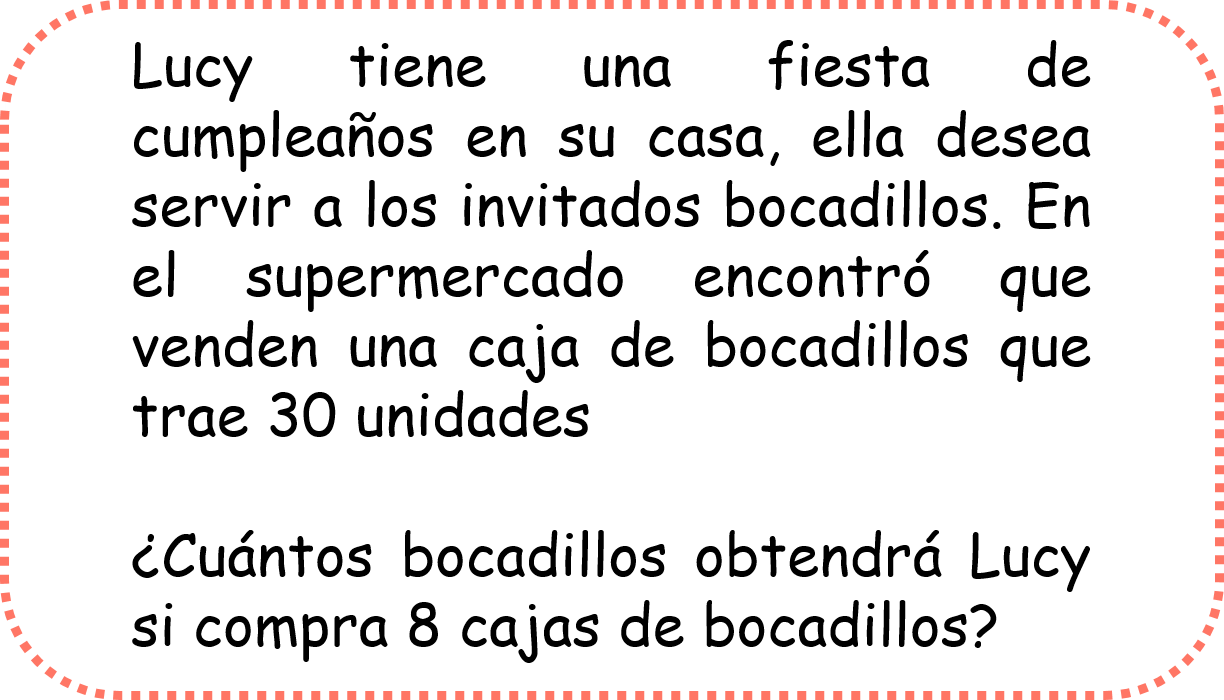 Lucy tiene una fiesta de
cumpleaños en su casa, ella desea
servir a los invitados bocadillos. En
el supermercado encontró que
venden una caja de bocadillos que
trae 30 unidades
¿Cuántos bocadillos obtendrá Lucy
si compra 8 cajas de bocadillos?